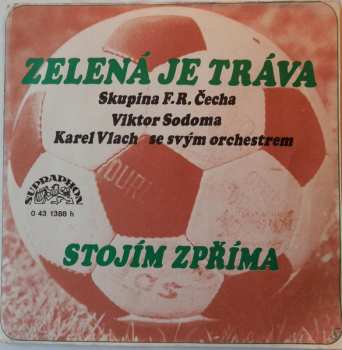 ZELENÁ JE TRÁVA
Skupina F.R. Čecha
Viktor Sodoma
Karel Vlach se svým orchestrem
SUPRAPHON
0 43 1388 h
STOJÍM ZPŘÍMA